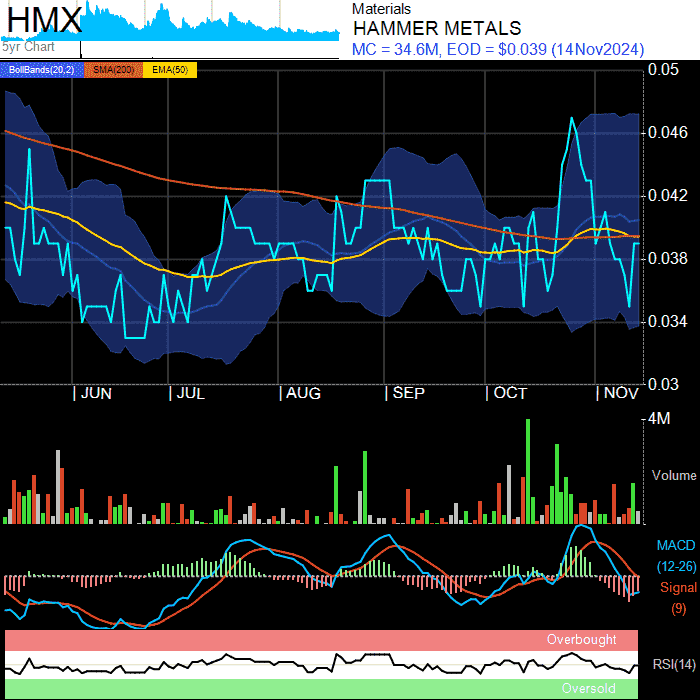 HMX
5yr Chart
Materials
HAMMER METALS
MC = 34.6M, EOD = $0.039 (14Nov2024)
BollBands(20,2) SMA(200) EMA(50)
0.05
0.046
0.042
0.038
0.034
0.03
JUN JUL AUG SEP OCT NOV
4M
Volume
MACD
(12-26)
Signal
(9)
Overbought
RSI(14)
Oversold